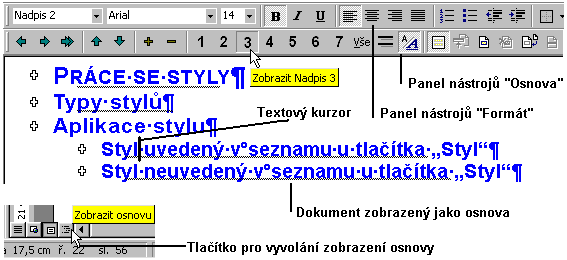 Nadpis 2 Arial 14 B I U
1 2 3 4 5 6 7 Vše A A
Zobrazit Nadpis 3
Panel nástrojů "Osnova"
PRÁCE·SE·STYLY¶
Typy·stylů¶
Textový kurzor
Panel nástrojů "Formát"
Aplikace·stylu¶
Styl·uvedený·v°seznamu·u·tlačítka·„Styl“¶
Styl·neuvedený·v°seznamu·u·tlačítka·„Styl“¶
Zobrazit osnovu
Dokument zobrazený jako osnova
21
Tlačítko pro vyvolání zobrazení osnovy
a 17,5 cm ř. 22 sl. 56